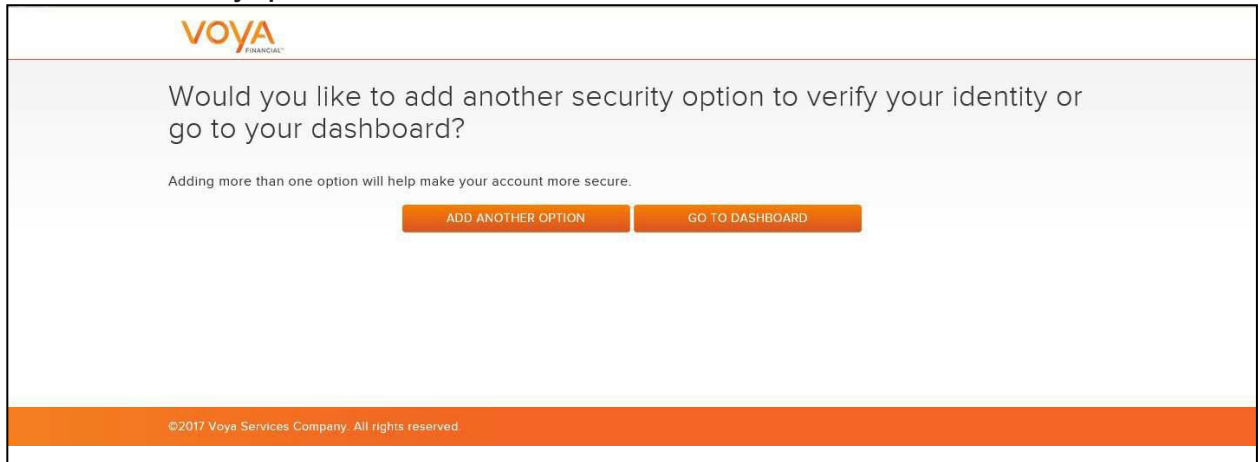 VOYA
FINANCIAL™
Would you like to add another security option to verify your identity or
go to your dashboard?
Adding more than one option will help make your account more secure.
ADD ANOTHER OPTION GO TO DASHBOARD
©2017 Voya Services Company. All rights reserved.